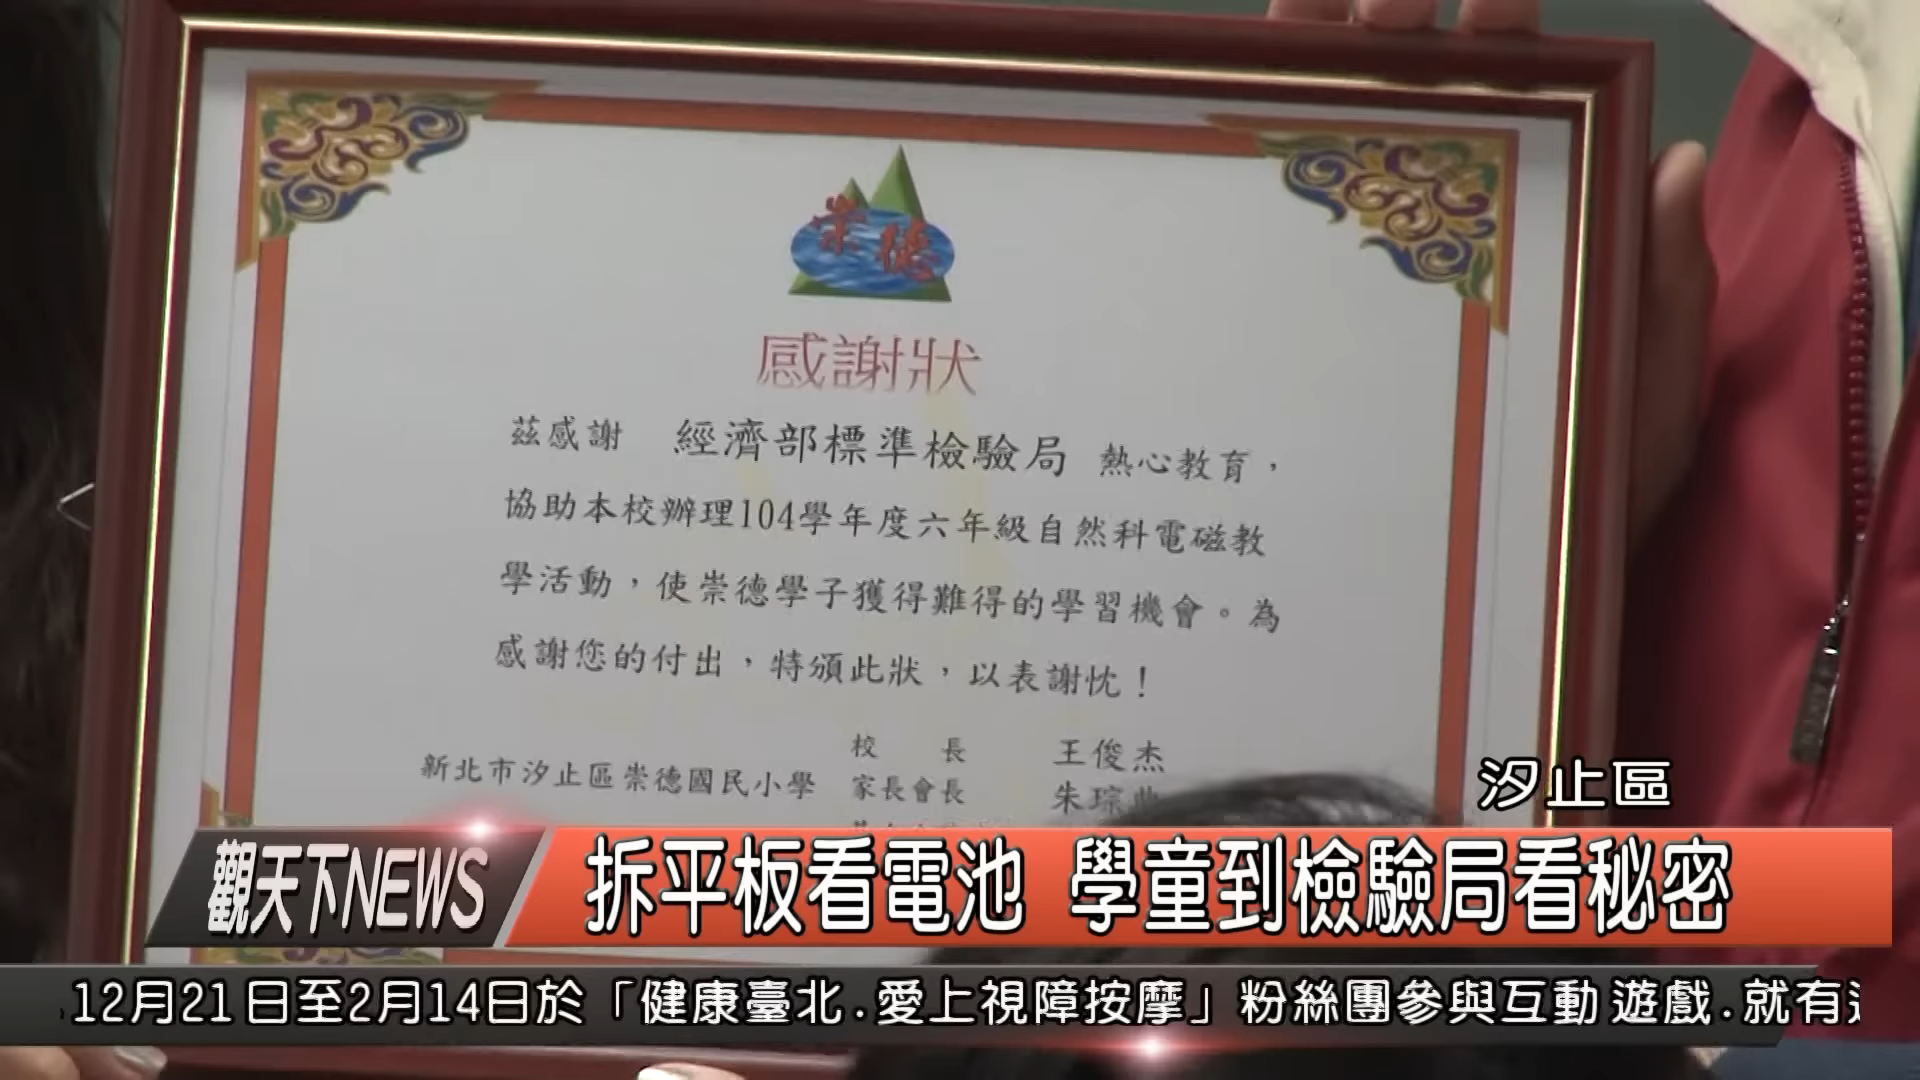 崇德
感謝狀
茲感謝 經濟部標準檢驗局 熱心教育，
協助本校辦理104學年度六年級自然科電磁教
學活動，使崇德學子獲得難得的學習機會。為
感謝您的付出，特頒此狀，以表謝忱！
校長 王俊杰
新北市汐止區崇德國民小學 家長會長 朱琮
汐止區
觀天下NEWS 拆平板看電池 學童到檢驗局看秘密
12月21日至2月14日於「健康臺北.愛上視障按摩」粉絲團參與互動遊戲.就有